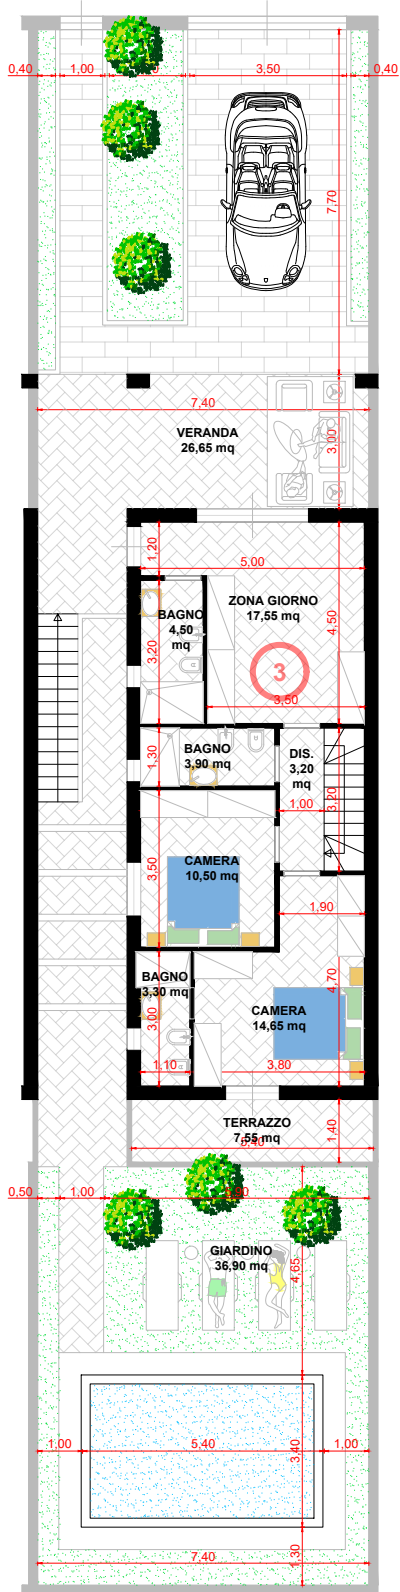 0,40
1,00
3,50
0,40
7,70
7,40
VERANDA
26,65 mq
3,00
1,20
5,00
ZONA GIORNO
17,55 mq
4,50
BAGNO
4,50
mq
3,20
3
3,50
BAGNO
3,90 mq
1,30
DIS.
3,20
mq
1,00
3,20
CAMERA
10,50 mq
3,50
1,90
BAGNO
3,30 mq
3,00
4,70
CAMERA
14,65 mq
1,10
3,80
TERRAZZO
7,55 mq
5,40
1,40
0,50
1,00
GIARDINO
36,90 mq
4,65
1,00
5,40
3,40
1,00
1,30
7,40